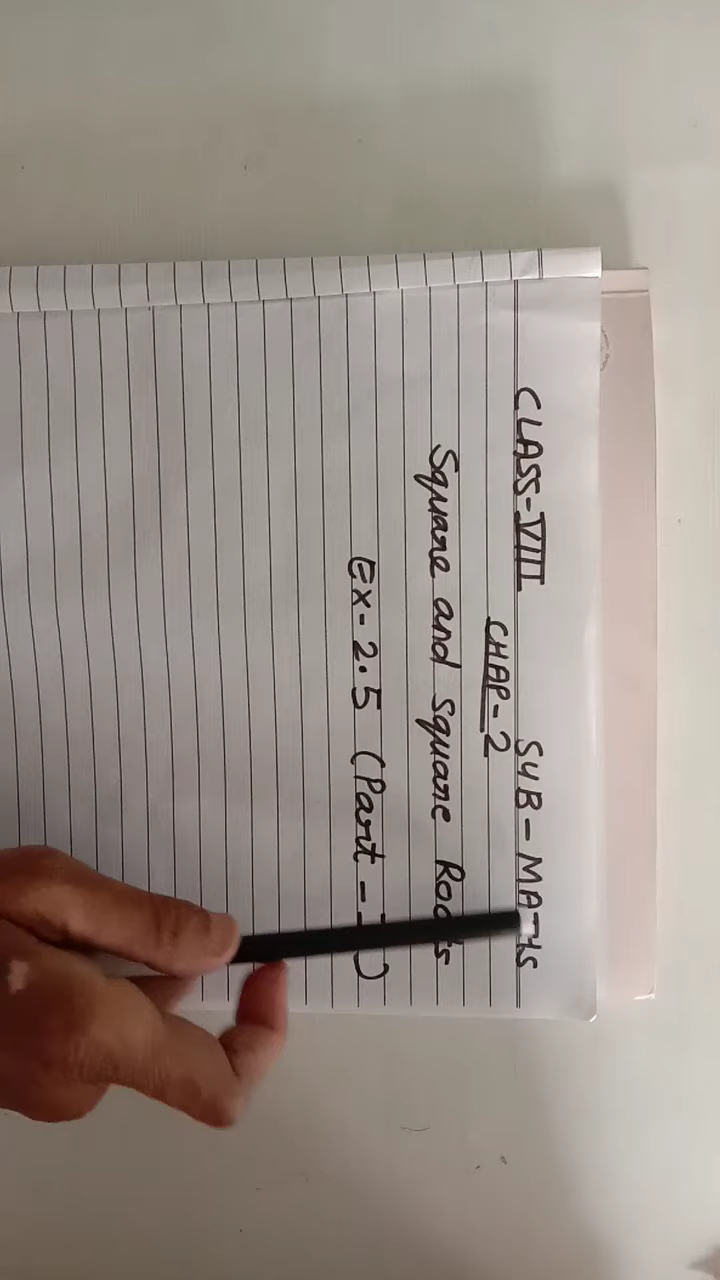 CLASS-VIII SUB-MATHS
CHAP-2
Square and Square Roots
Ex-2.5 (Part-